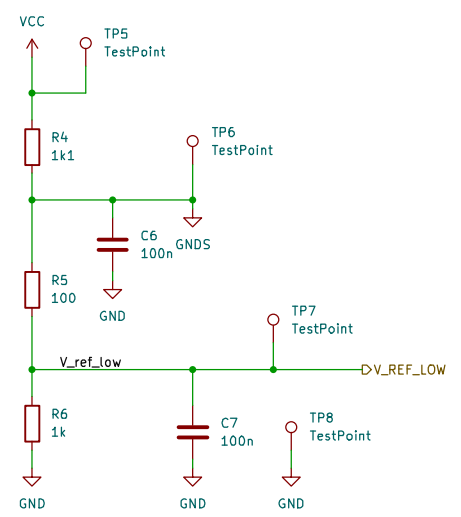 VCC
TP5
TestPoint
R4
1k1
TP6
TestPoint
GNDS
C6
100n
GND
R5
100
TP7
TestPoint
V_ref_low
V_REF_LOW
R6
1k
C7
100n
TP8
TestPoint
GND
GND
GND